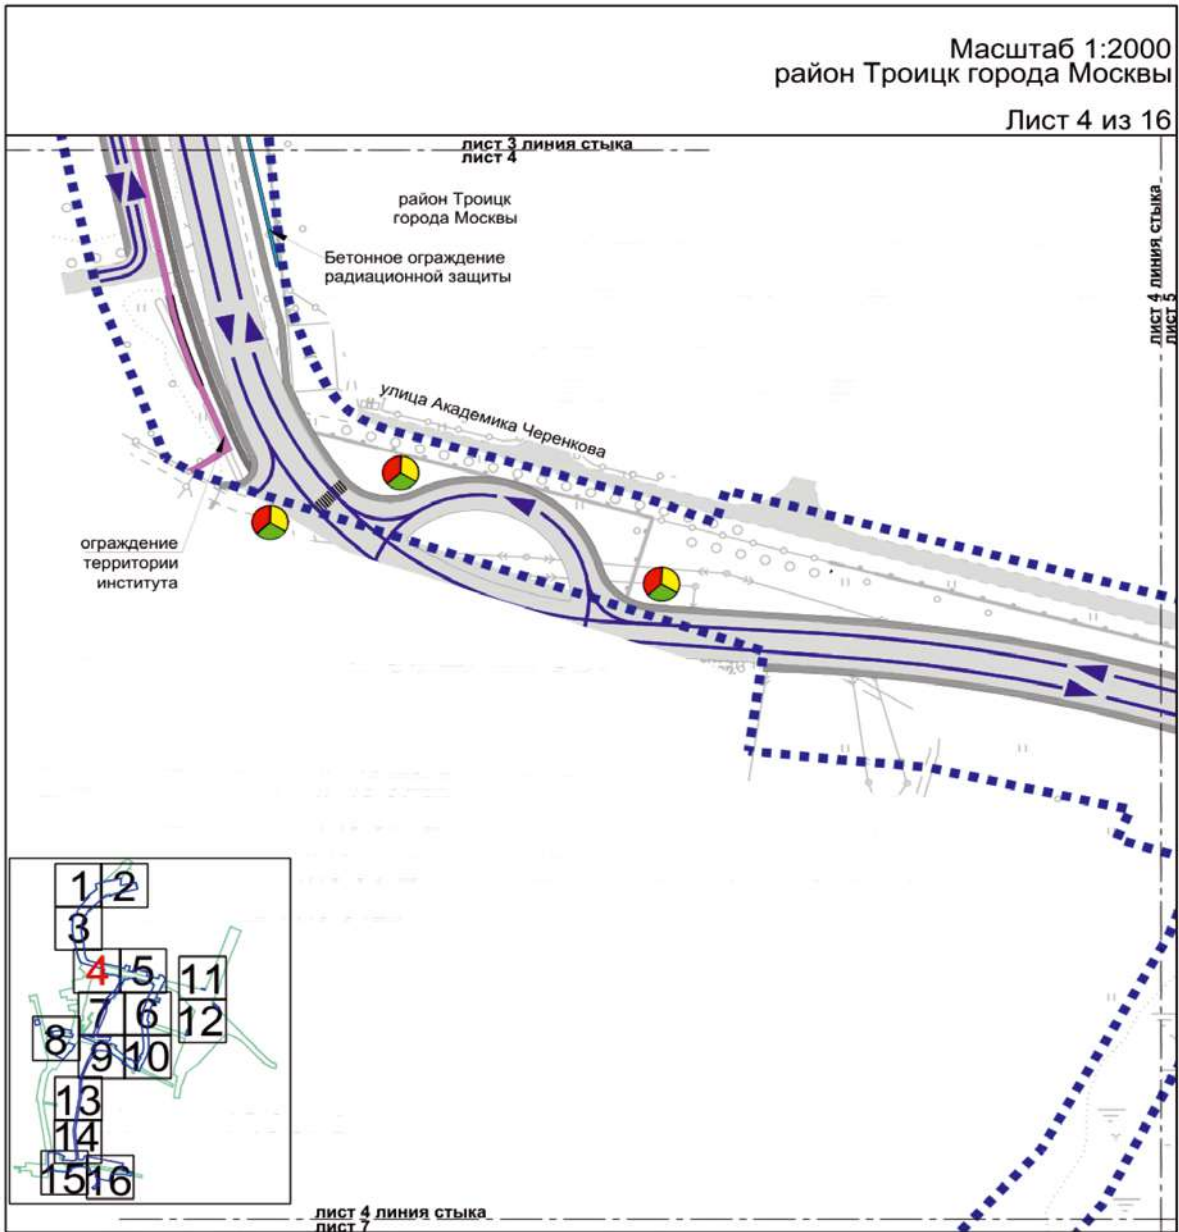 Масштаб 1:2000
район Троицк города Москвы
Лист 4 из 16
лист 3 линия стыка
лист 4
район Троицк
города Москвы
Бетонное ограждение
радиационной защиты
лист 4 линия стыка
лист 5
улица Академика Черенкова
ограждение
территории
института
1 2
3
4 5 11
7 6 12
8 9 10
13
14
15 16
лист 4 линия стыка
лист 7